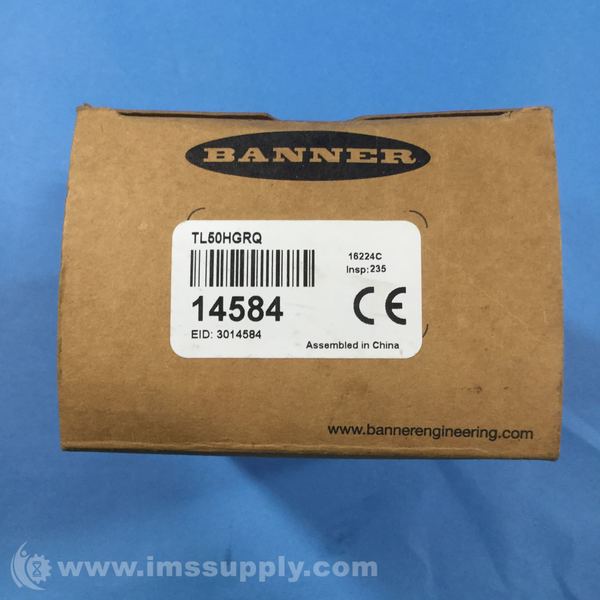 BANNER
TL50HGRQ
16224C
Insp: 235
14584
CE
EID: 3014584
Assembled in China
www.bannerengineering.com
www.imssupply.com